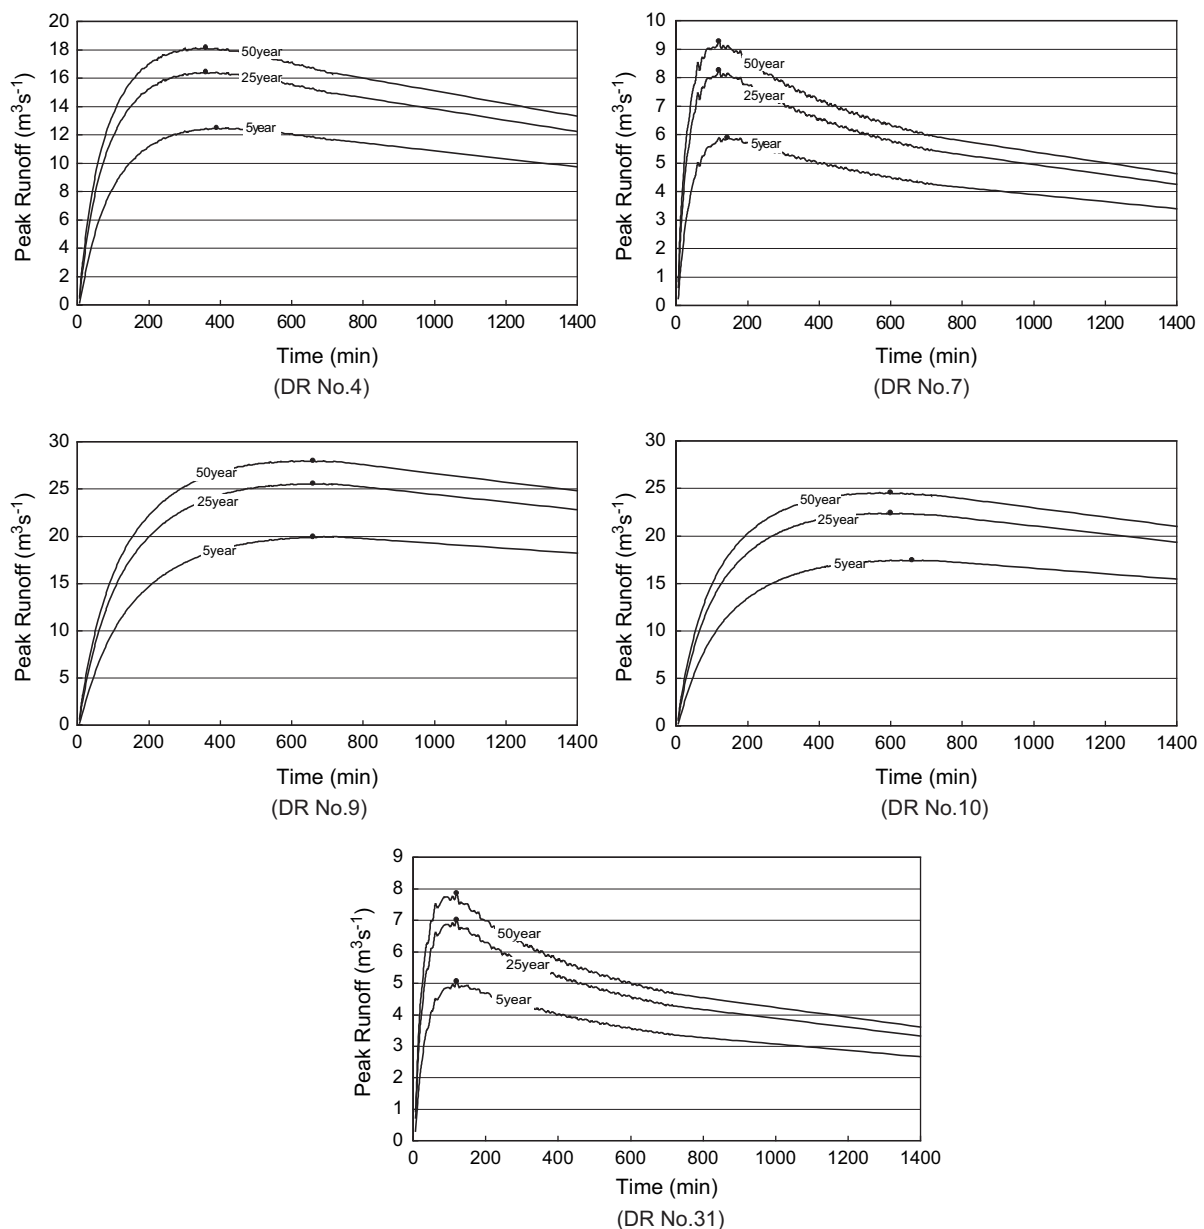 Peak Runoff (m³s⁻¹)
20
18
16
14
12
10
8
6
4
2
0
50year
25year
5year
0 200 400 600 800 1000 1200 1400
Time (min)
(DR No.4)
Peak Runoff (m³s⁻¹)
10
9
8
7
6
5
4
3
2
1
0
50year
25year
5year
0 200 400 600 800 1000 1200 1400
Time (min)
(DR No.7)
Peak Runoff (m³s⁻¹)
30
25
20
15
10
5
0
50year
25year
5year
0 200 400 600 800 1000 1200 1400
Time (min)
(DR No.9)
Peak Runoff (m³s⁻¹)
30
25
20
15
10
5
0
50year
25year
5year
0 200 400 600 800 1000 1200 1400
Time (min)
(DR No.10)
Peak Runoff (m³s⁻¹)
9
8
7
6
5
4
3
2
1
0
50year
25year
5year
0 200 400 600 800 1000 1200 1400
Time (min)
(DR No.31)